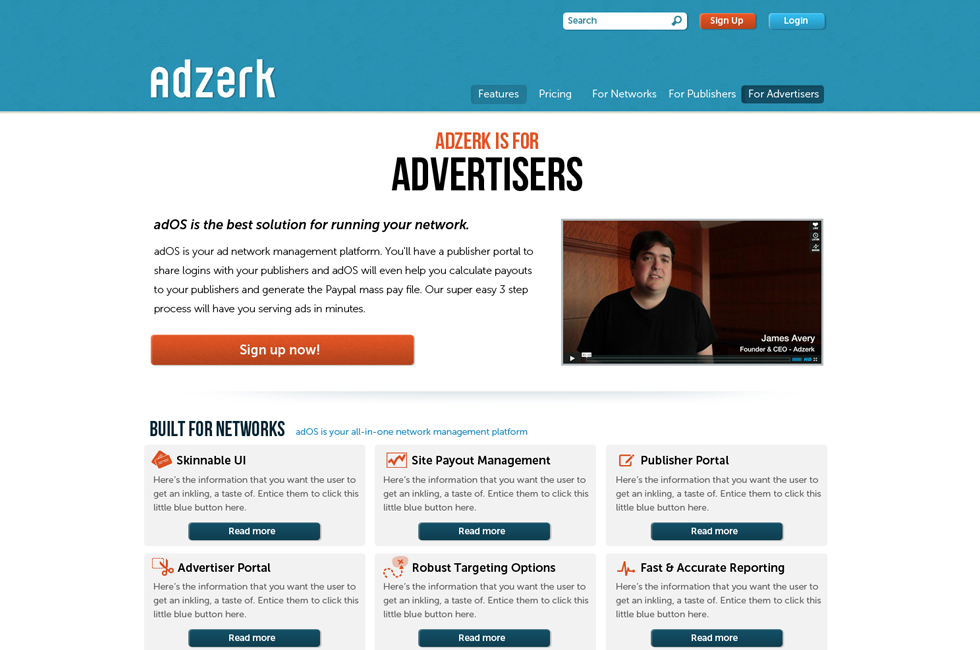 Search
Sign Up
Login
Adzerk
Features
Pricing
For Networks
For Publishers
For Advertisers
ADZERK IS FOR
ADVERTISERS
adOS is the best solution for running your network.
adOS is your ad network management platform. You'll have a publisher portal to
share logins with your publishers and adOS will even help you calculate payouts
to your publishers and generate the Paypal mass pay file. Our super easy 3 step
process will have you serving ads in minutes.
Sign up now!
James Avery
Founder & CEO - Adzerk
BUILT FOR NETWORKS
adOS is your all-in-one network management platform
Skinnable UI
Here's the information that you want the user to
get an inkling, a taste of. Entice them to click this
little blue button here.
Read more
Site Payout Management
Here's the information that you want the user to
get an inkling, a taste of. Entice them to click this
little blue button here.
Read more
Publisher Portal
Here's the information that you want the user to
get an inkling, a taste of. Entice them to click this
little blue button here.
Read more
Advertiser Portal
Here's the information that you want the user to
get an inkling, a taste of. Entice them to click this
little blue button here.
Read more
Robust Targeting Options
Here's the information that you want the user to
get an inkling, a taste of. Entice them to click this
little blue button here.
Read more
Fast & Accurate Reporting
Here's the information that you want the user to
get an inkling, a taste of. Entice them to click this
little blue button here.
Read more